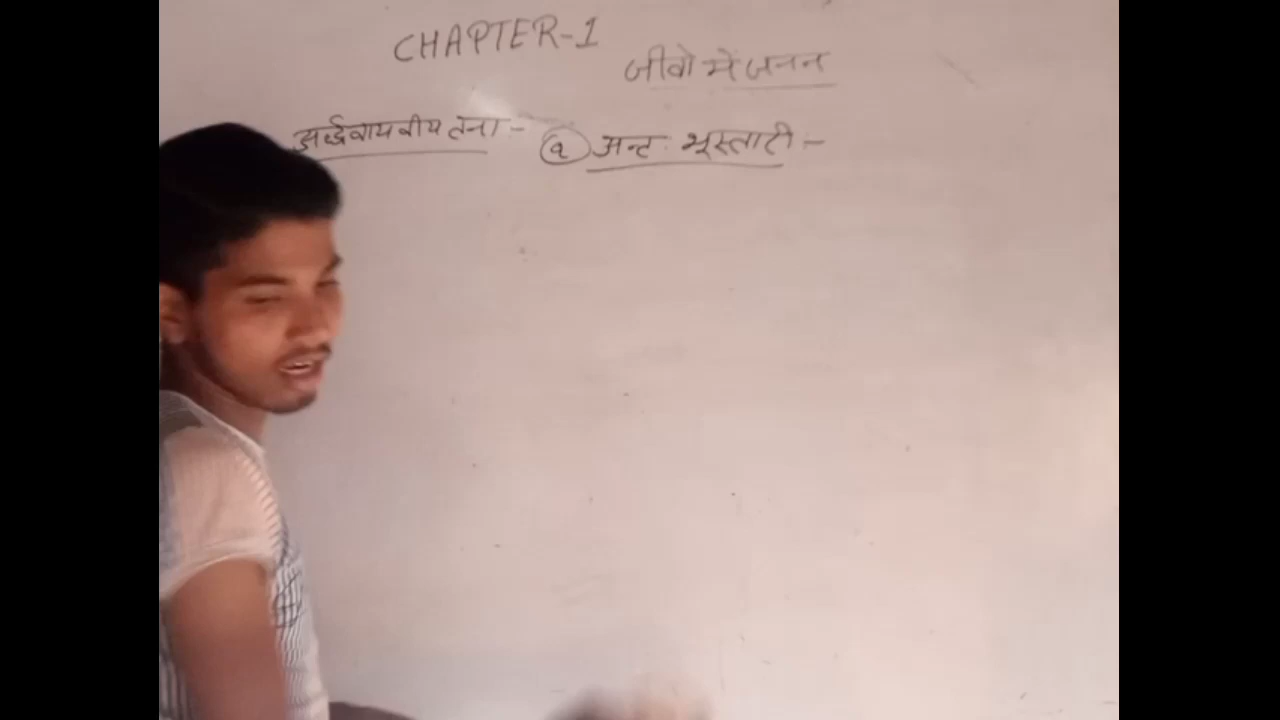 CHAPTER-1
जीवो में जनन
अर्द्धवायवीय तना :- (a) अन्तः भूस्तारी :-